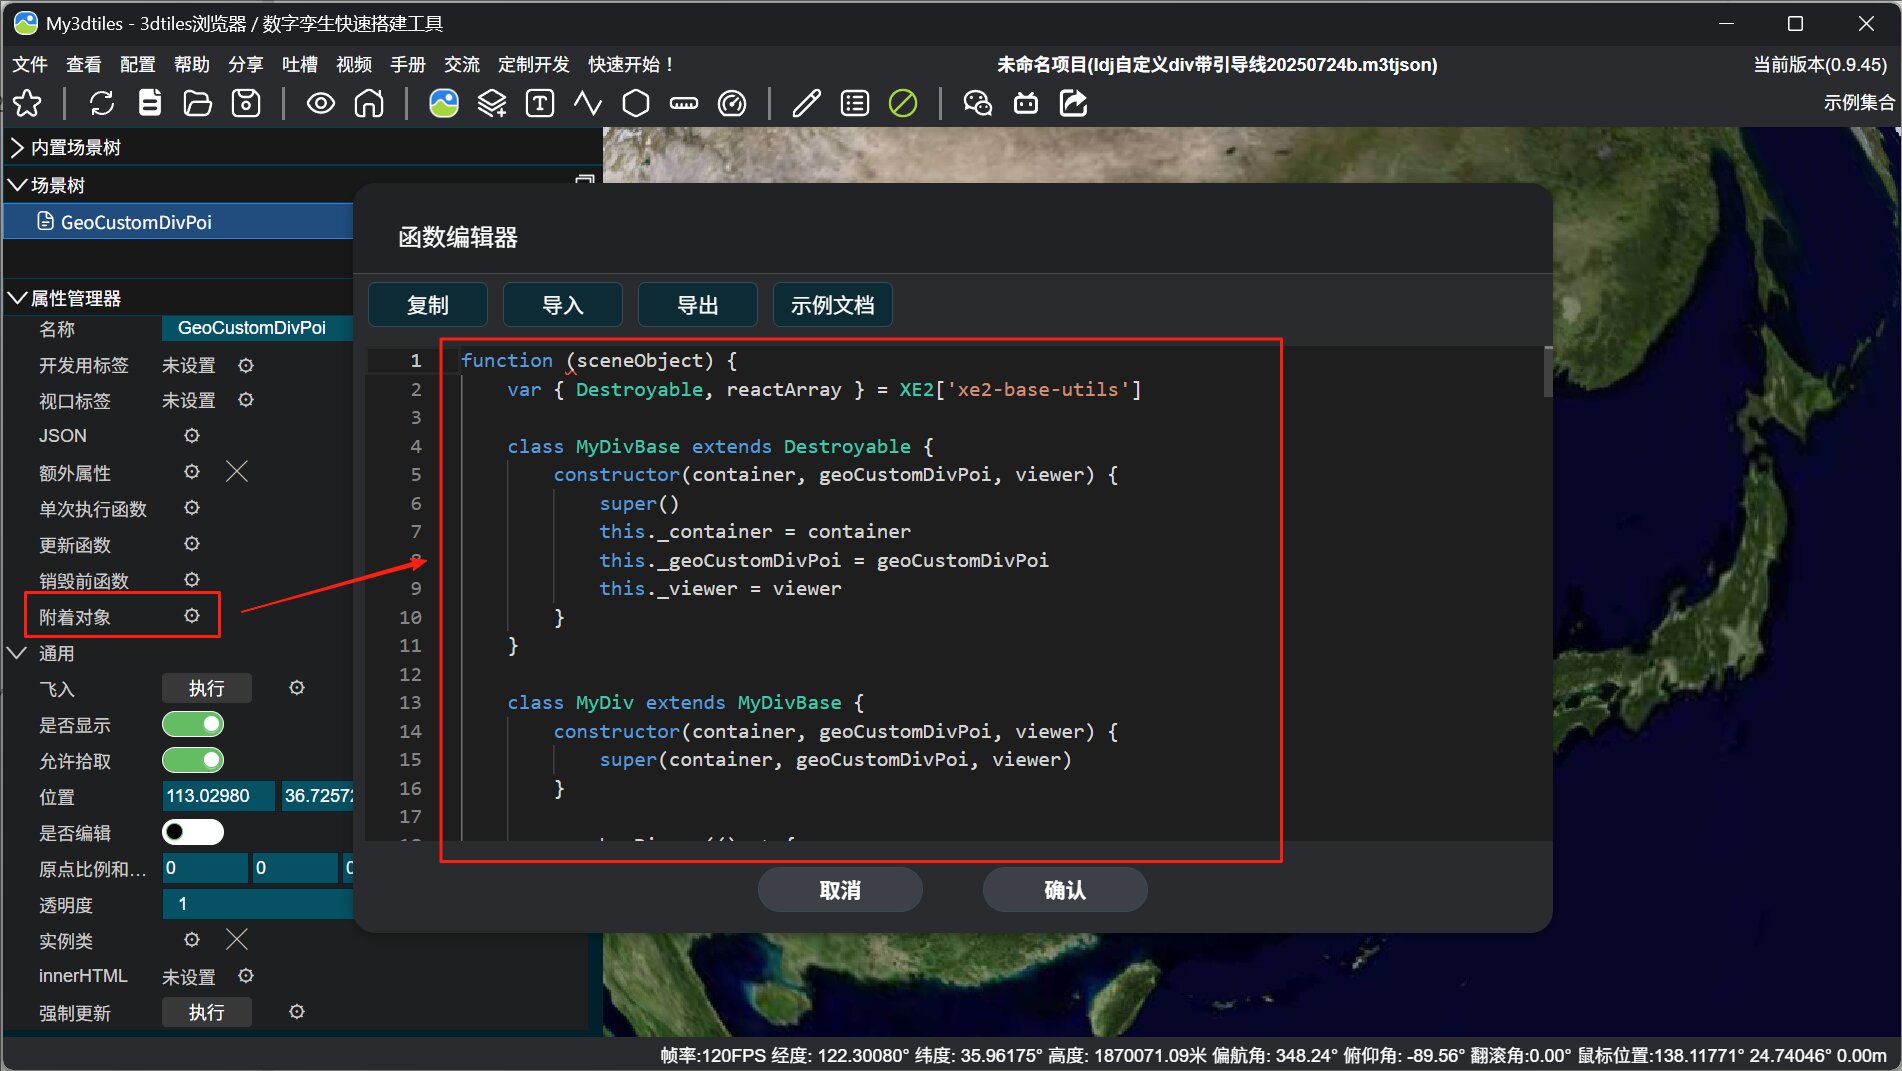 My3dtiles - 3dtiles浏览器 / 数字孪生快速搭建工具
文件 查看 配置 帮助 分享 吐槽 视频 手册 交流 定制开发 快速开始！ 未命名项目(ldj自定义div带引导线20250724b.m3tjson) 当前版本(0.9.45)
示例集合
内置场景树
场景树
GeoCustomDivPoi
属性管理器
名称 GeoCustomDivPoi
开发用标签 未设置
视口标签 未设置
JSON
额外属性
单次执行函数
更新函数
销毁前函数
附着对象
通用
飞入 执行
是否显示
允许拾取
位置 113.02980 36.7257
是否编辑
原点比例和... 0 0 0
透明度 1
实例类
innerHTML 未设置
强制更新 执行
函数编辑器
复制 导入 导出 示例文档
1 function (sceneObject) {
2 var { Destroyable, reactArray } = XE2['xe2-base-utils']
3
4 class MyDivBase extends Destroyable {
5 constructor(container, geoCustomDivPoi, viewer) {
6 super()
7 this._container = container
8 this._geoCustomDivPoi = geoCustomDivPoi
9 this._viewer = viewer
10 }
11 }
12
13 class MyDiv extends MyDivBase {
14 constructor(container, geoCustomDivPoi, viewer) {
15 super(container, geoCustomDivPoi, viewer)
16 }
17
取消 确认
帧率:120FPS 经度: 122.30080° 纬度: 35.96175° 高度: 1870071.09米 偏航角: 348.24° 俯仰角: -89.56° 翻滚角:0.00° 鼠标位置:138.11771° 24.74046° 0.00m